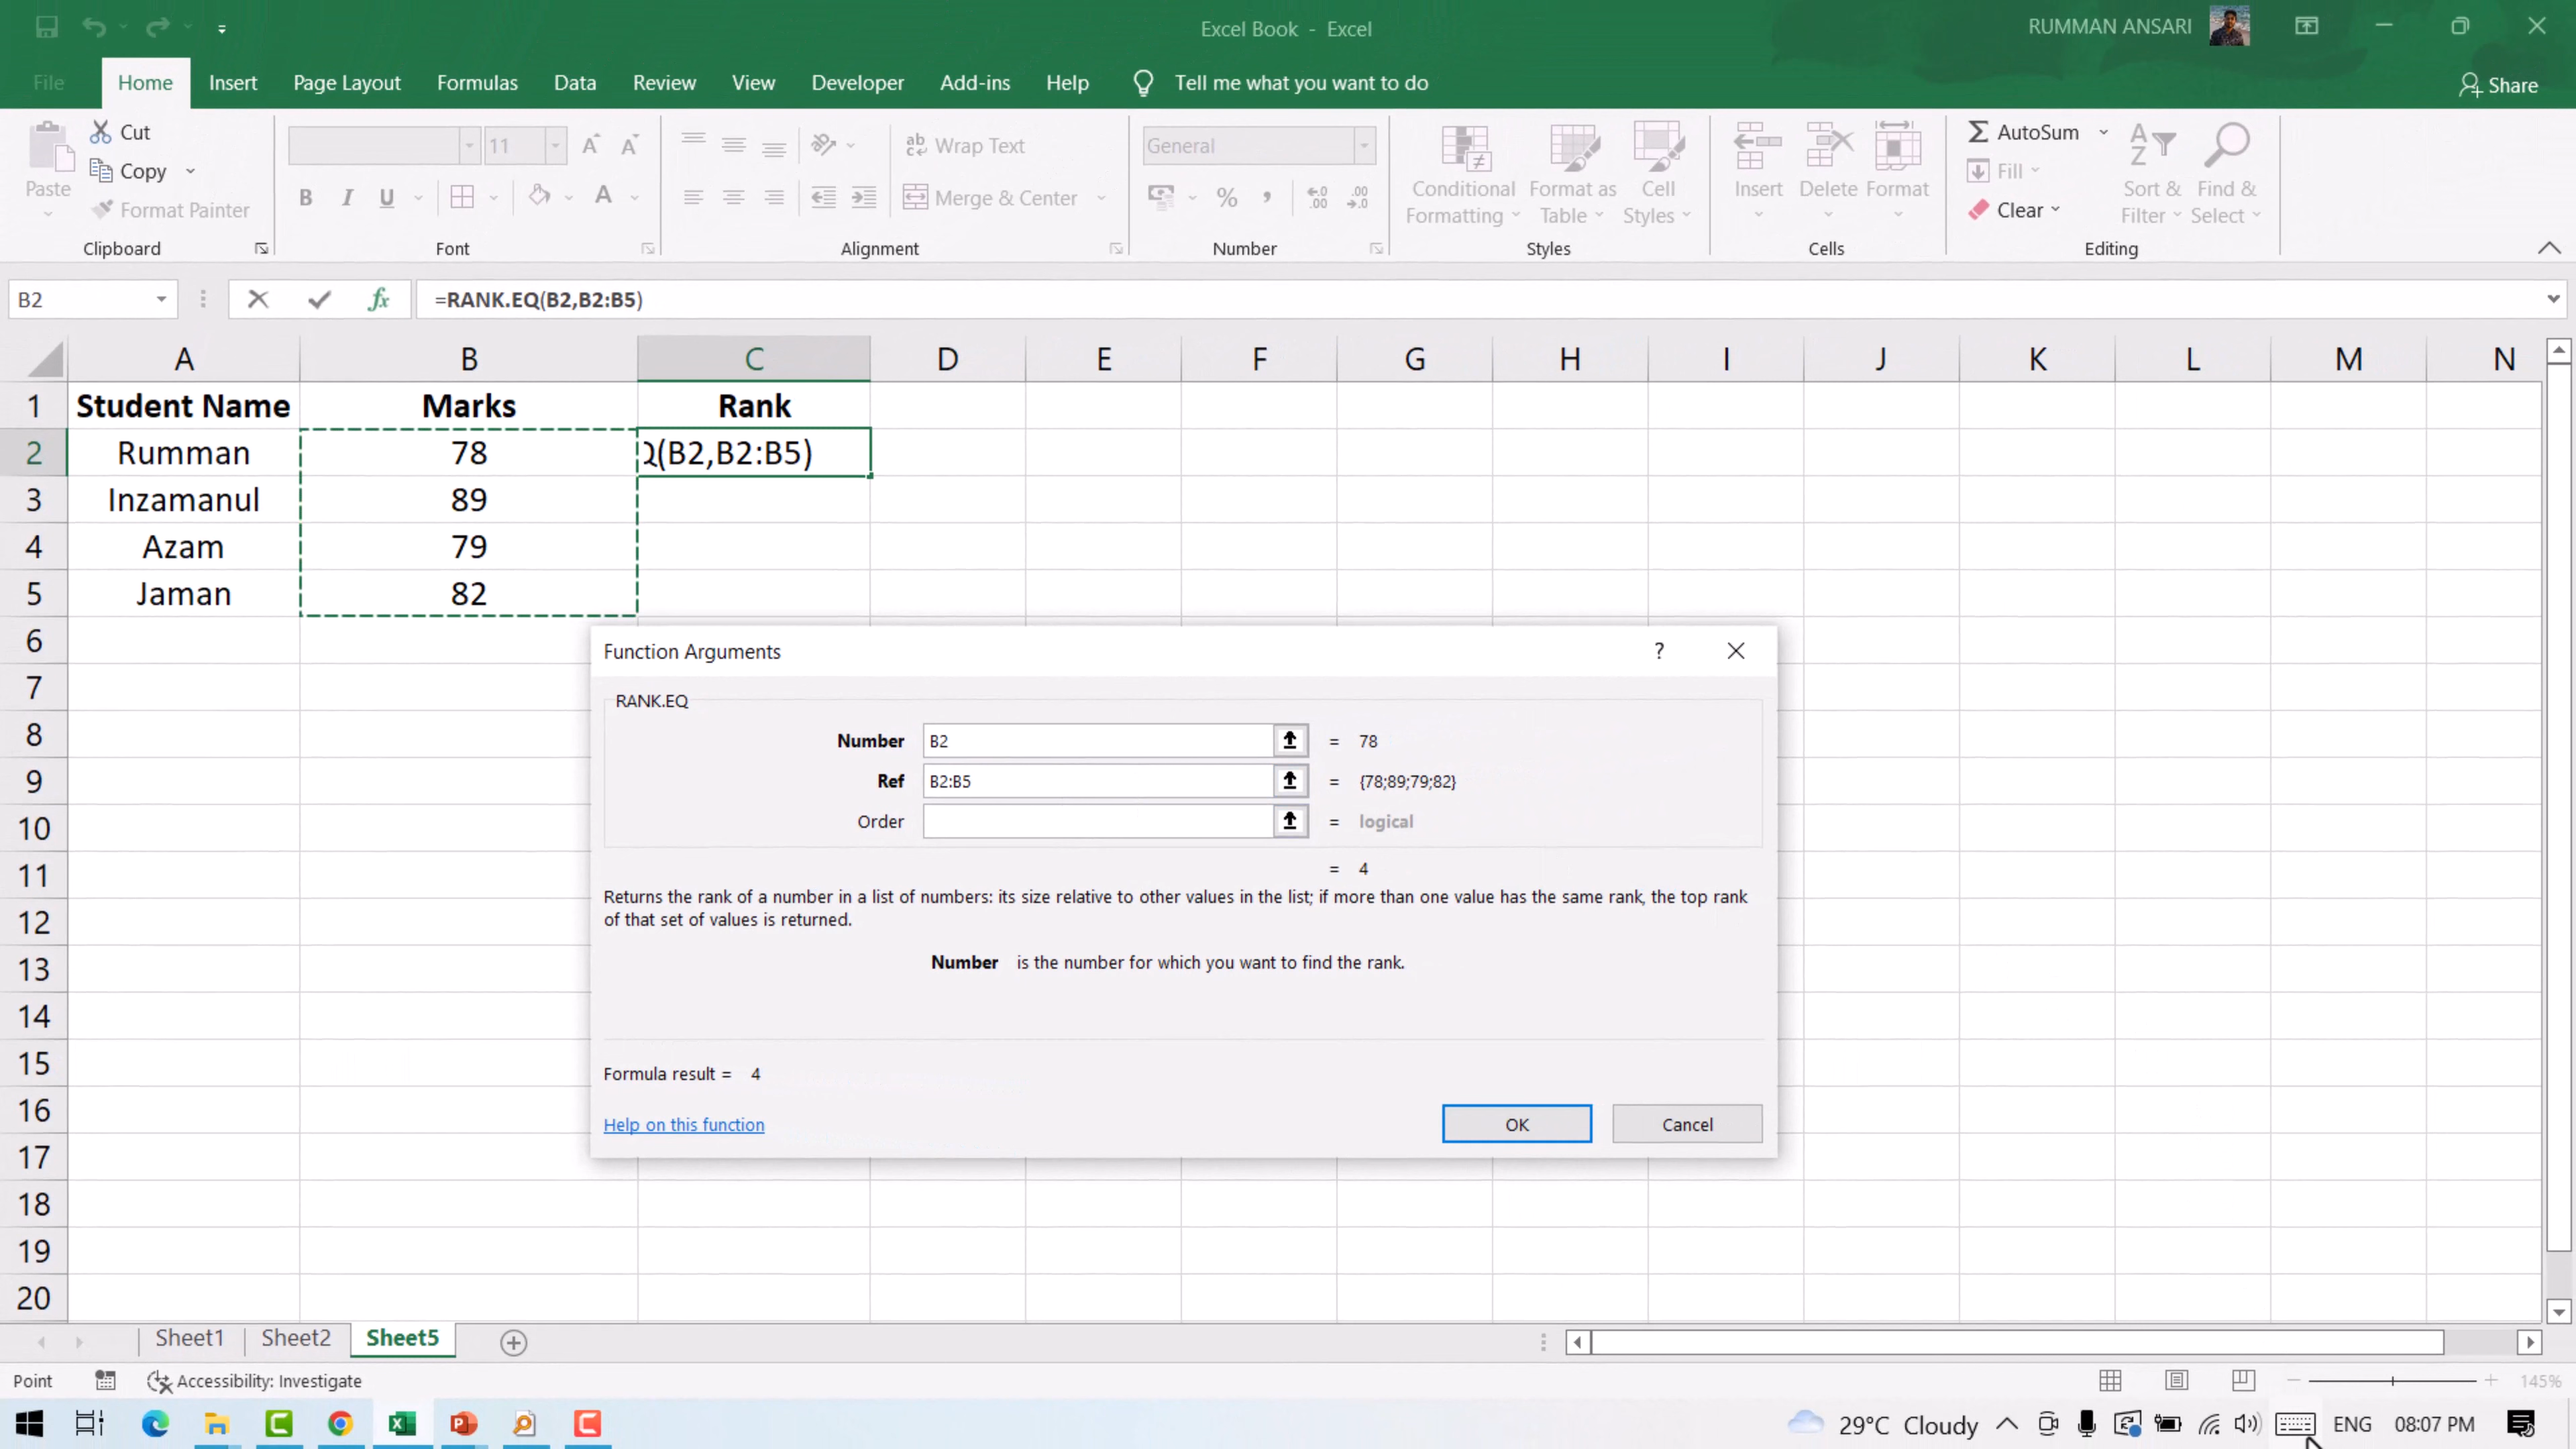 Excel Book - Excel
RUMMAN ANSARI
File Home Insert Page Layout Formulas Data Review View Developer Add-ins Help Tell me what you want to do Share
Paste
Cut
Copy
Format Painter
Clipboard
11
B I U A
Font
Wrap Text
Merge & Center
Alignment
General
% ,
Number
Conditional Formatting
Format as Table
Cell Styles
Styles
Insert
Delete
Format
Cells
AutoSum
Fill
Clear
Sort & Filter
Find & Select
Editing
B2 fx =RANK.EQ(B2,B2:B5)
A B C D E F G H I J K L M N
1 Student Name Marks Rank
2 Rumman 78 Q(B2,B2:B5)
3 Inzamanul 89
4 Azam 79
5 Jaman 82
6
7
8
9
10
11
12
13
14
15
16
17
18
19
20
Function Arguments ?
RANK.EQ
Number B2 = 78
Ref B2:B5 = {78;89;79;82}
Order = logical
= 4
Returns the rank of a number in a list of numbers: its size relative to other values in the list; if more than one value has the same rank, the top rank
of that set of values is returned.
Number is the number for which you want to find the rank.
Formula result = 4
Help on this function
OK Cancel
Sheet1 Sheet2 Sheet5
Point Accessibility: Investigate 145%
29°C Cloudy ENG 08:07 PM